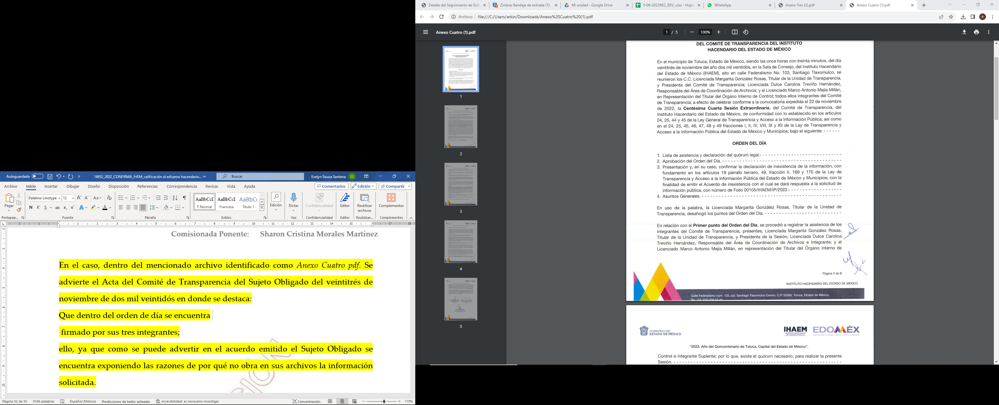 Autoguardado
16952_2022_CONFIRMA_IHEM_calificación al esfuerzo hacendario...
Buscar
Evelyn Souza Santana
ES
Archivo Inicio Insertar Dibujar Diseño Disposición Referencias Correspondencia Revisar Vista Ayuda
Comentarios Edición Compartir
Pegar
Palatino Linotype 12
N K S ab x₂ x²
AaBbCcI AaBbCcI AaBbC
¶ Normal Francesa Título 1
Edición Dictar Confidencialidad Editor Reutilizar archivos Complementos
Portapap... Fuente Párrafo Estilos Voz Confidencialidad Editor Reutilizar... Complementos
Comisionada Ponente: Sharon Cristina Morales Martínez
En el caso, dentro del mencionado archivo identificado como Anexo Cuatro pdf. Se
advierte el Acta del Comité de Transparencia del Sujeto Obligado del veintitrés de
noviembre de dos mil veintidós en donde se destaca:
Que dentro del orden de día se encuentra
firmado por sus tres integrantes;
ello, ya que como se puede advertir en el acuerdo emitido el Sujeto Obligado se
encuentra exponiendo las razones de por qué no obra en sus archivos la información
solicitada.
Página 52 de 55 9186 palabras Español (México) Predicciones de texto: activado Accesibilidad: es necesario investigar Concentración 170%
Detalle del Seguimiento de Solic
Zimbra: Bandeja de entrada (1)
Mi unidad - Google Drive
5-06-2023REC_REV_.xlsx - Hojas
WhatsApp
Anexo Tres (2).pdf
Anexo Cuatro (1).pdf
Archivo file:///C:/Users/arkin/Downloads/Anexo%20Cuatro%20(1).pdf
e
Anexo Cuatro (1).pdf
1 / 5
100%
1
2
3
4
5
DEL COMITÉ DE TRANSPARENCIA DEL INSTITUTO
HACENDARIO DEL ESTADO DE MÉXICO
En el municipio de Toluca, Estado de México, siendo las once horas con treinta minutos, del día
veintitrés de noviembre del año dos mil veintidós, en la Sala de Consejo, del Instituto Hacendario
del Estado de México (IHAEM), sito en calle Federalismo No. 103, Santiago Tlaxomulco, se
reunieron los C.C. Licenciada Margarita González Rosas, Titular de la Unidad de Transparencia,
y Presidenta del Comité de Transparencia; Licenciada Dulce Carolina Treviño Hernández,
Responsable del Área de Coordinación de Archivos; y el Licenciado Marco Antonio Mejía Millán,
en Representación del Titular del Órgano Interno de Control; todos ellos integrantes del Comité
de Transparencia; a efecto de celebrar conforme a la convocatoria expedida el 22 de noviembre
de 2022, la Centésima Cuarta Sesión Extraordinaria, del Comité de Transparencia, del
Instituto Hacendario del Estado de México, de conformidad con lo establecido en los artículos
24, 25, 44 y 45 de la Ley General de Transparencia y Acceso a la Información Pública; así como
en el 24, 25, 45, 46, 47, 48 y 49 fracciones I, II, IV, VIII, IX y XII de la Ley de Transparencia y
Acceso a la Información Pública del Estado de México y Municipios; bajo el siguiente: - - - - - -
ORDEN DEL DÍA
1. Lista de asistencia y declaración del quórum legal.- - - - - - - - - -
2. Aprobación del Orden del Día. - - - - - - - - - -
3. Presentación y, en su caso, confirmar la declaración de inexistencia de la información, con
fundamento en los artículos 19 párrafo tercero, 49, fracción II, 169 y 170 de la Ley de
Transparencia y Acceso a la Información Pública del Estado de México y Municipios; con la
finalidad de emitir el Acuerdo de inexistencia con el cual se dará respuesta a la solicitud de
información pública, con número de Folio 00105/IHAEM/IP/2022.- - - - - - - - - -
4. Asuntos Generales. - - - - - - - - - -
En uso de la palabra, la Licenciada Margarita González Rosas, Titular de la Unidad de
Transparencia, desahogó los puntos del Orden del Día. - - - - - - - - - -
En relación con el Primer punto del Orden del Día, se procedió a registrar la asistencia de los
integrantes del Comité de Transparencia, presentes; Licenciada Margarita González Rosas,
Titular de la Unidad de Transparencia, y Presidenta de la Sesión; Licenciada Dulce Carolina
Treviño Hernández, Responsable del Área de Coordinación de Archivos e Integrante; y el
Licenciado Marco Antonio Mejía Millán, en representación del Titular del Órgano Interno de
Página 1 de 5
INSTITUTO HACENDARIO DEL ESTADO DE MÉXICO
Calle Federalismo núm. 103, col. Santiago Tlaxomulco Centro, C.P. 50280, Toluca, Estado de México.
GOBIERNO DEL
ESTADO DE MÉXICO
IHAEM
EDOMÉX
“2022. Año del Quincentenario de Toluca, Capital del Estado de México”.
Control e Integrante Suplente; por lo que, existe el quórum necesario, para realizar la presente
Sesión. - - - - - - - - - -